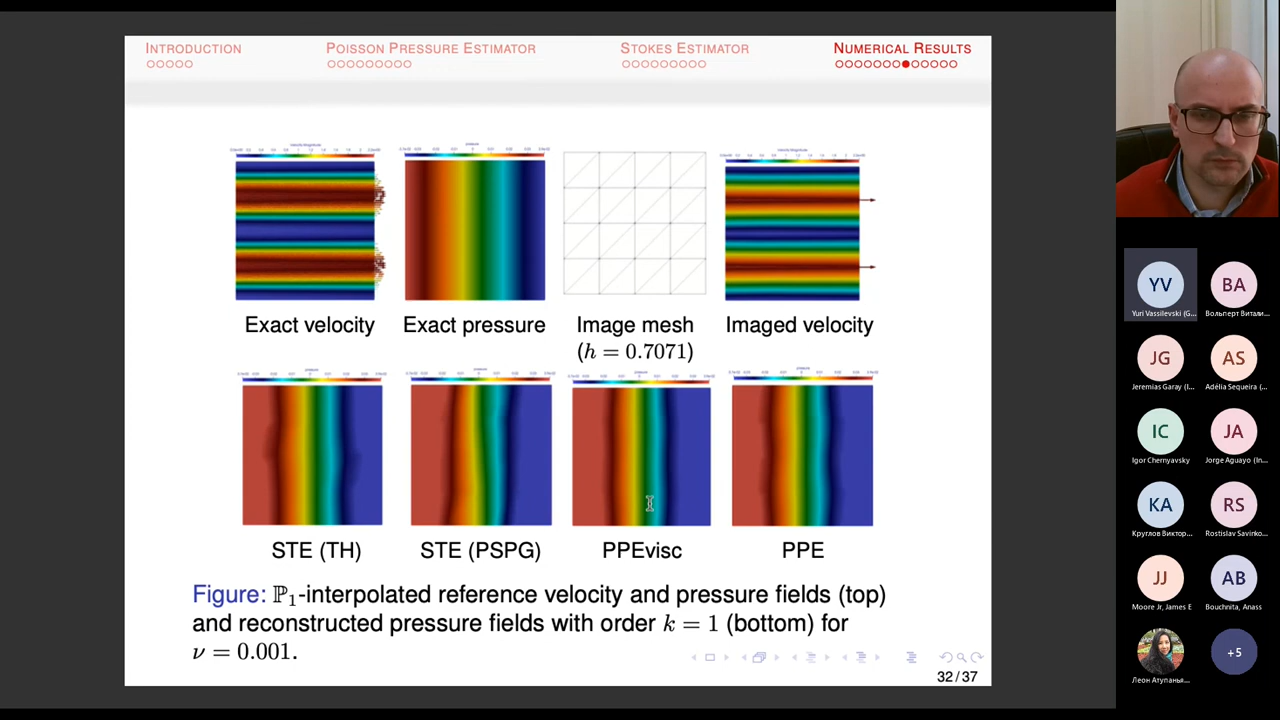 INTRODUCTION POISSON PRESSURE ESTIMATOR STOKES ESTIMATOR NUMERICAL RESULTS
Exact velocity Exact pressure Image mesh Imaged velocity
(h = 0.7071)
STE (TH) STE (PSPG) PPEvisc PPE
Figure: ℙ₁-interpolated reference velocity and pressure fields (top)
and reconstructed pressure fields with order k = 1 (bottom) for
ν = 0.001.
32 / 37
YV BA
Yuri Vassilevski (G... Вольперт Витали...
JG AS
Jeremias Garay (I... Adélia Sequeira (...
IC JA
Igor Chernyavsky Jorge Aguayo (In...
КА RS
Круглов Виктор... Rostislav Savinko...
JJ AB
Moore Jr, James E Bouchnita, Anass
+5
Леон Атупанья...